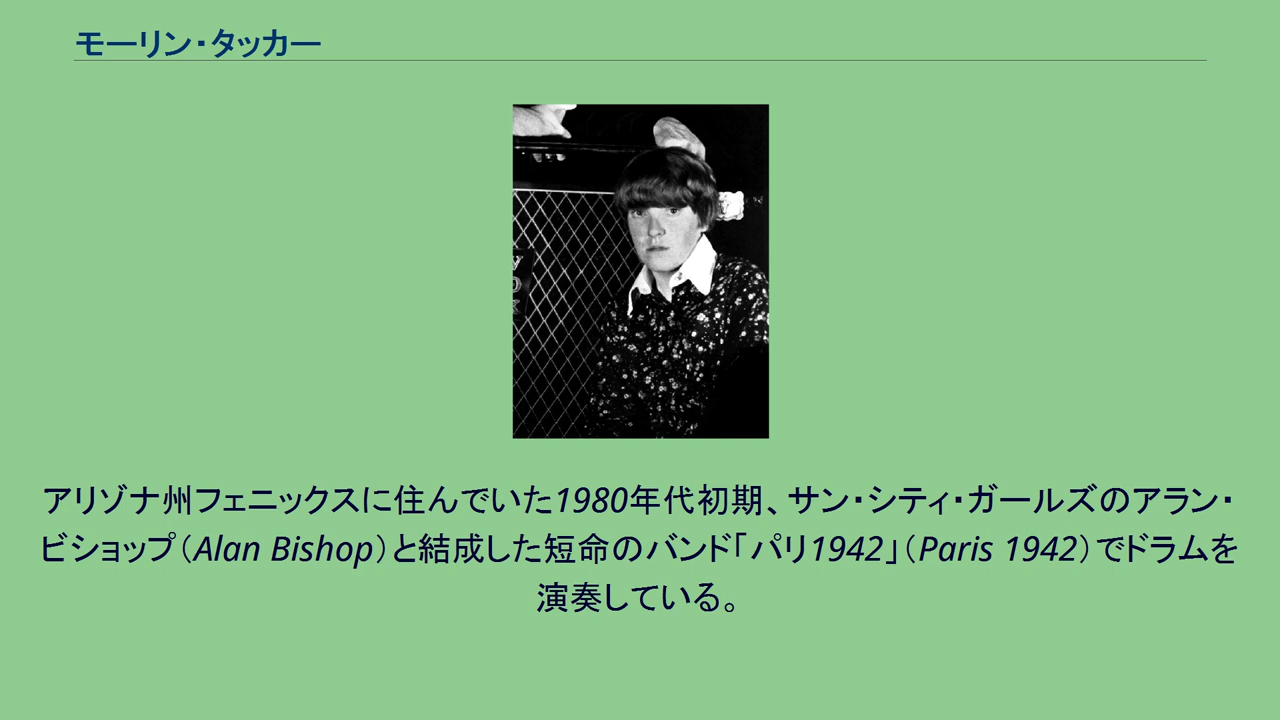 モーリン・タッカー
VOX
アリゾナ州フェニックスに住んでいた1980年代初期、サン・シティ・ガールズのアラン・
ビショップ（Alan Bishop）と結成した短命のバンド「パリ1942」（Paris 1942）でドラムを
演奏している。